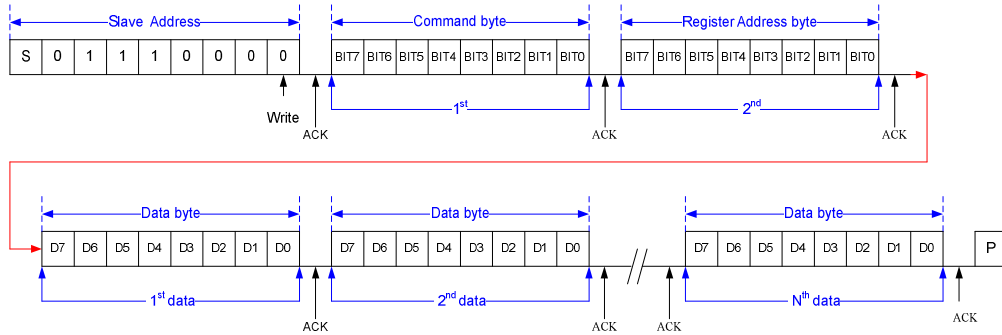 Slave Address Command byte Register Address byte
S 0 1 1 1 0 0 0 0 BIT7 BIT6 BIT5 BIT4 BIT3 BIT2 BIT1 BIT0 BIT7 BIT6 BIT5 BIT4 BIT3 BIT2 BIT1 BIT0
1st 2nd
Write
ACK ACK ACK
Data byte Data byte Data byte
D7 D6 D5 D4 D3 D2 D1 D0 D7 D6 D5 D4 D3 D2 D1 D0 // D7 D6 D5 D4 D3 D2 D1 D0 P
1st data 2nd data Nth data
ACK ACK ACK ACK